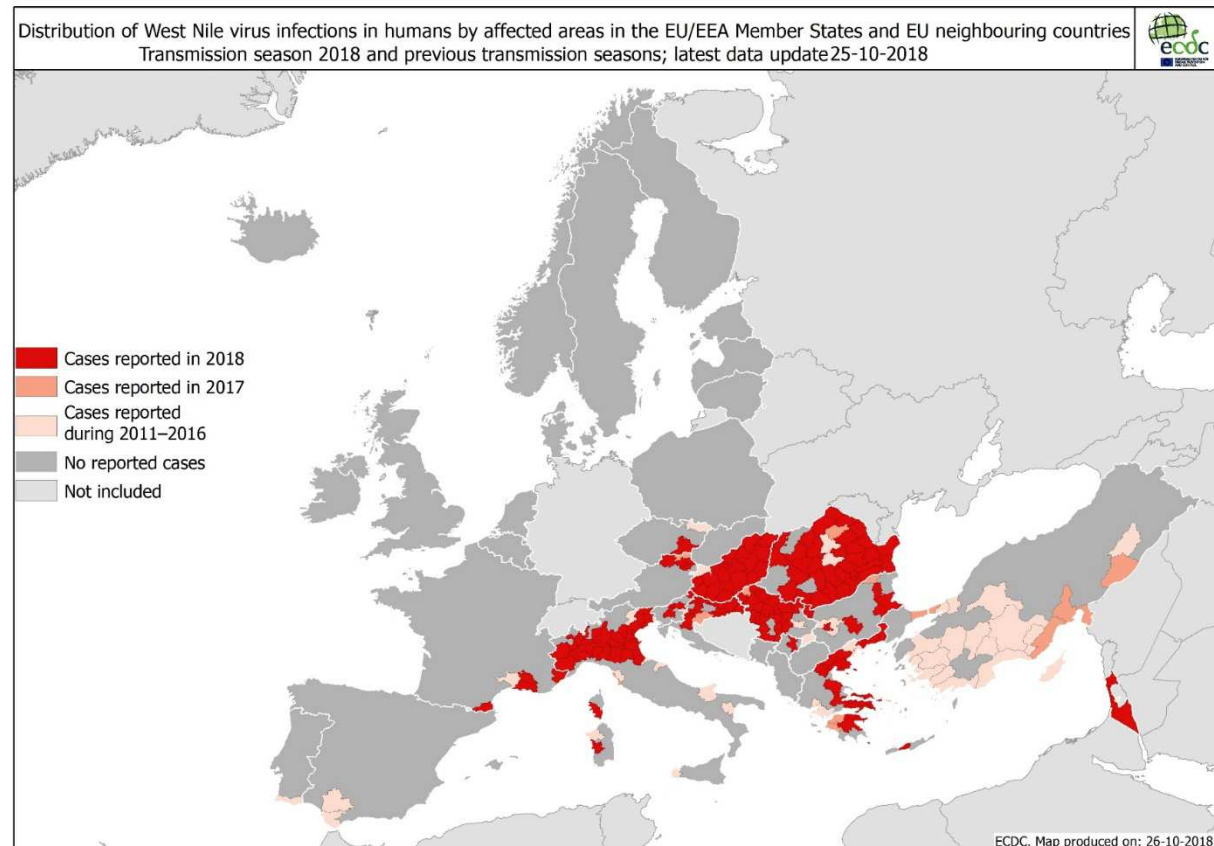 Distribution of West Nile virus infections in humans by affected areas in the EU/EEA Member States and EU neighbouring countries
Transmission season 2018 and previous transmission seasons; latest data update 25-10-2018
ecdc
Cases reported in 2018
Cases reported in 2017
Cases reported
during 2011–2016
No reported cases
Not included
ECDC. Map produced on: 26-10-2018